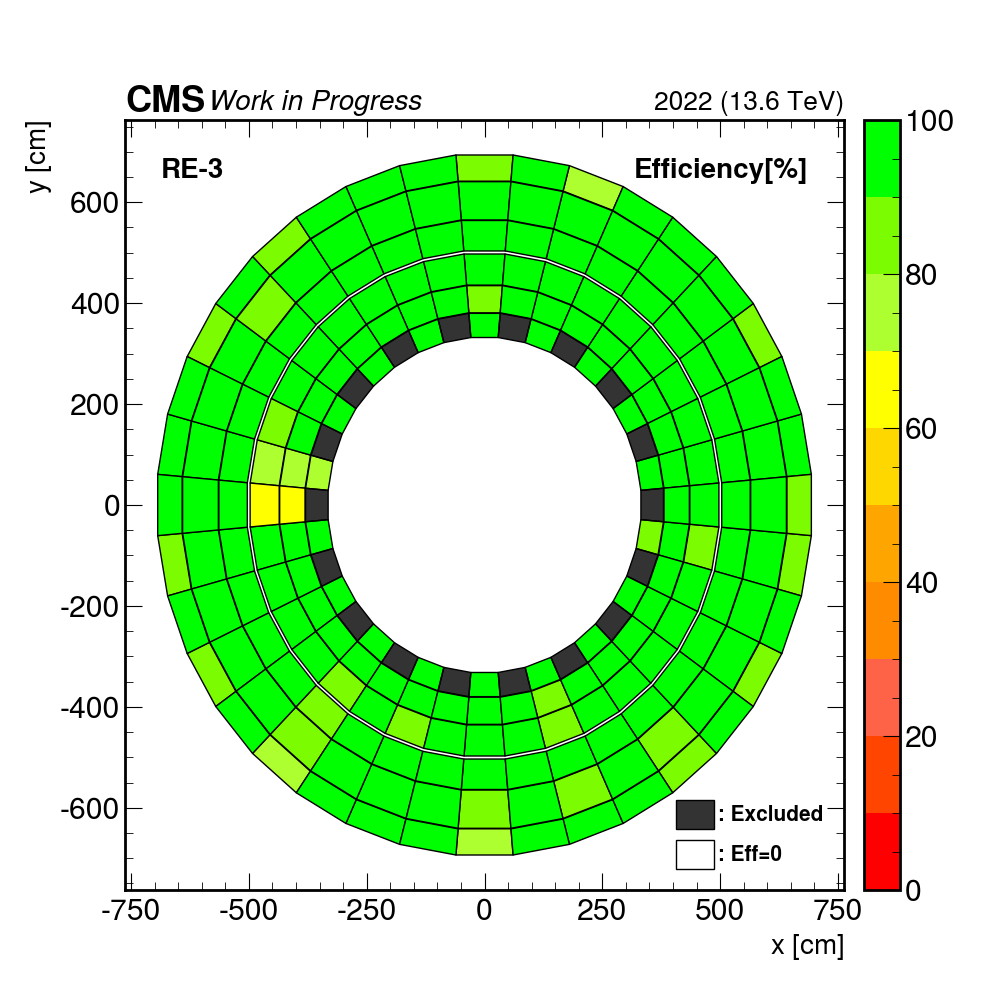 CMS Work in Progress 2022 (13.6 TeV)
y [cm]
RE-3 Efficiency[%]
600
400
200
0
-200
-400
-600
-750 -500 -250 0 250 500 750
x [cm]
100
80
60
40
20
0
: Excluded
: Eff=0